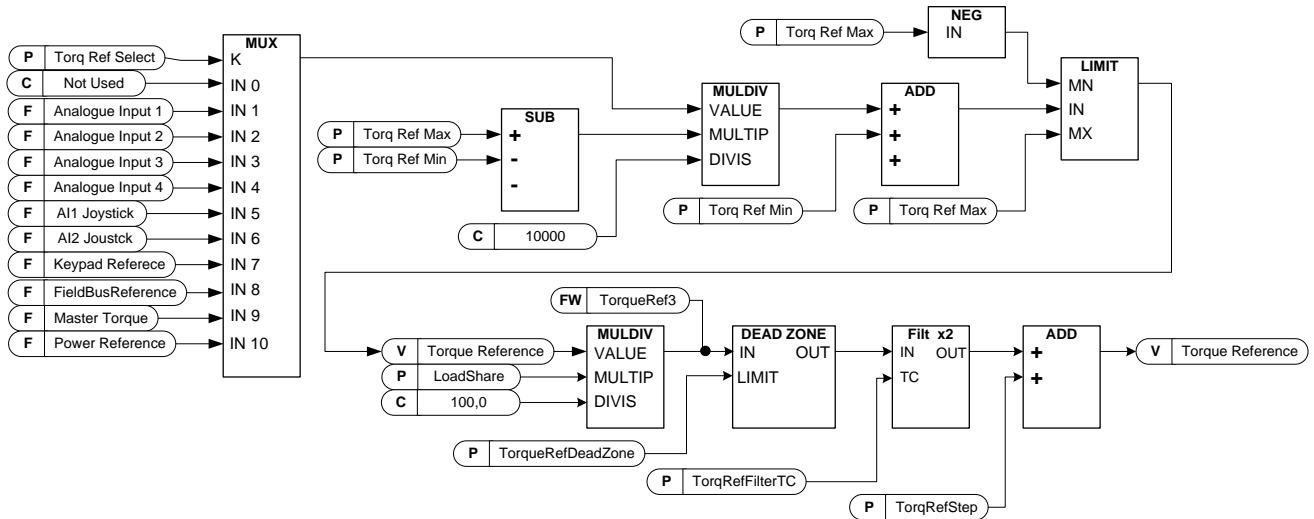 MUX
P Torq Ref Select K
C Not Used IN 0
F Analogue Input 1 IN 1
F Analogue Input 2 IN 2
F Analogue Input 3 IN 3
F Analogue Input 4 IN 4
F AI1 Joystick IN 5
F AI2 Joustck IN 6
F Keypad Referece IN 7
F FieldBusReference IN 8
F Master Torque IN 9
F Power Reference IN 10
P Torq Ref Max
P Torq Ref Min
SUB
+
-
-
C 10000
MULDIV
VALUE
MULTIP
DIVIS
P Torq Ref Min
ADD
+
+
+
P Torq Ref Max
NEG
IN
P Torq Ref Max
LIMIT
MN
IN
MX
V Torque Reference
P LoadShare
C 100,0
MULDIV
VALUE
MULTIP
DIVIS
FW TorqueRef3
P TorqueRefDeadZone
DEAD ZONE
IN OUT
LIMIT
P TorqRefFilterTC
Filt x2
IN OUT
TC
P TorqRefStep
ADD
+
+
V Torque Reference